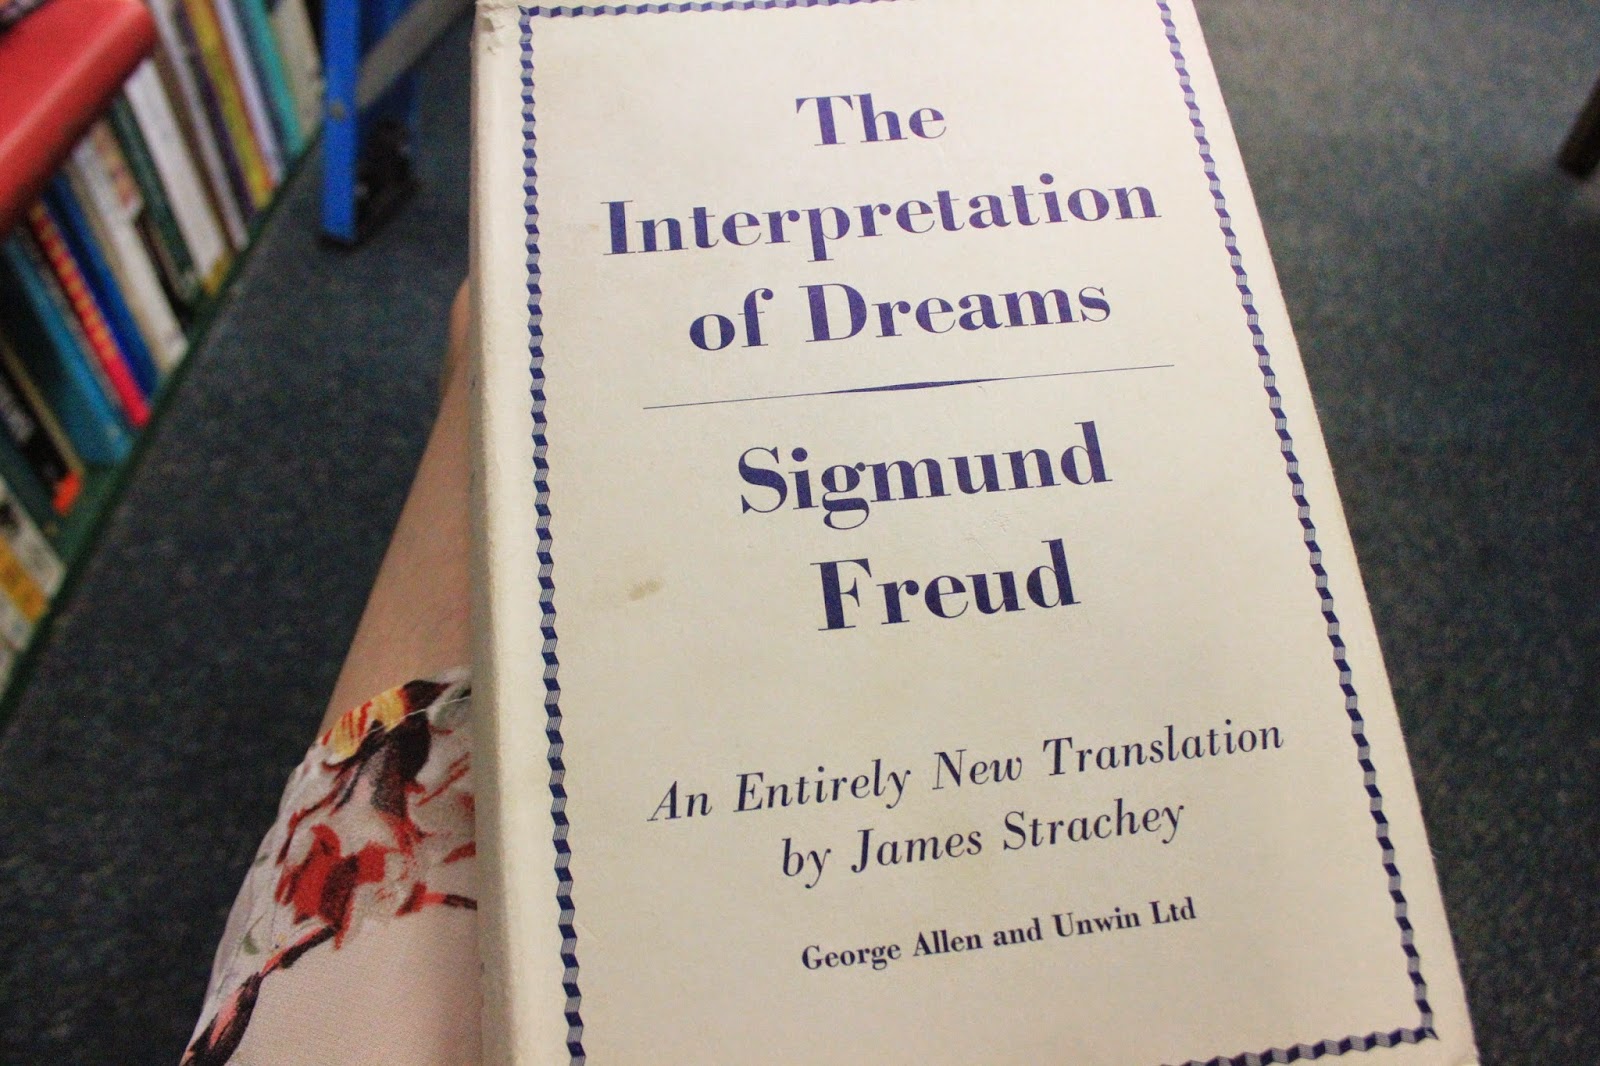 The
Interpretation
of Dreams
Sigmund
Freud
An Entirely New Translation
by James Strachey
George Allen and Unwin Ltd